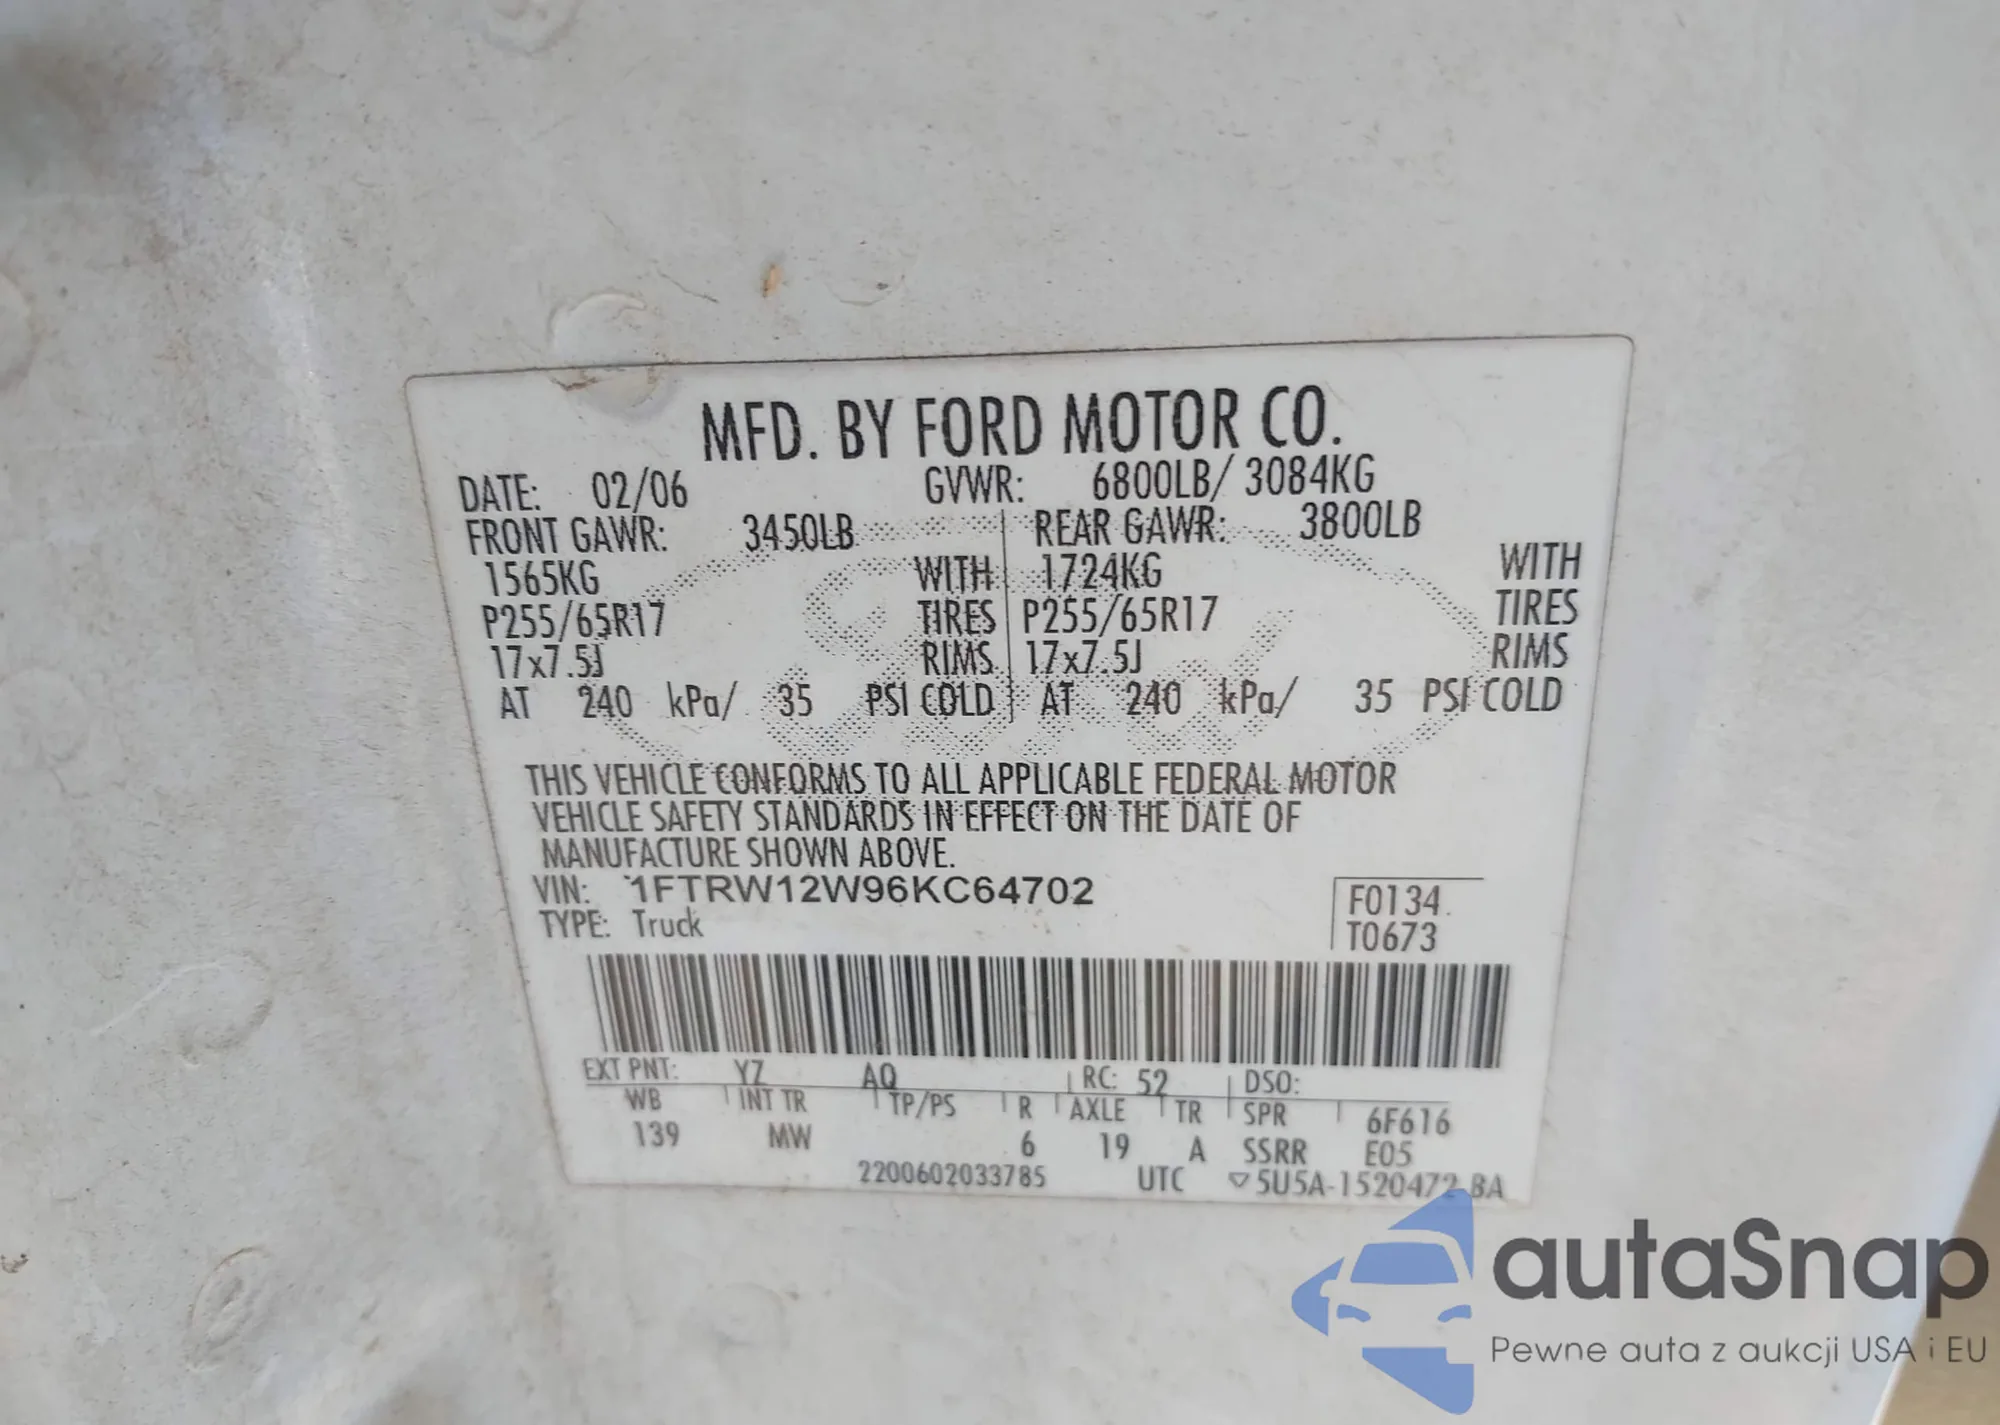 MFD. BY FORD MOTOR CO.
DATE: 02/06 GVWR: 6800LB/ 3084KG
FRONT GAWR: 3450LB REAR GAWR: 3800LB
1565KG WITH 1724KG WITH
P255/65R17 TIRES P255/65R17 TIRES
17x7.5J RIMS 17x7.5J RIMS
AT 240 kPa/ 35 PSI COLD AT 240 kPa/ 35 PSI COLD
THIS VEHICLE CONFORMS TO ALL APPLICABLE FEDERAL MOTOR
VEHICLE SAFETY STANDARDS IN EFFECT ON THE DATE OF
MANUFACTURE SHOWN ABOVE.
VIN: 1FTRW12W96KC64702 F0134
TYPE: Truck T0673
EXT PNT: YZ AQ RC: 52 DSO:
WB INT TR TP/PS R AXLE TR SPR 6F616
139 MW 6 19 A SSRR E05
2200602033785 UTC ▽5U5A-1520472-BA
autaSnap
Pewne auta z aukcji USA i EU